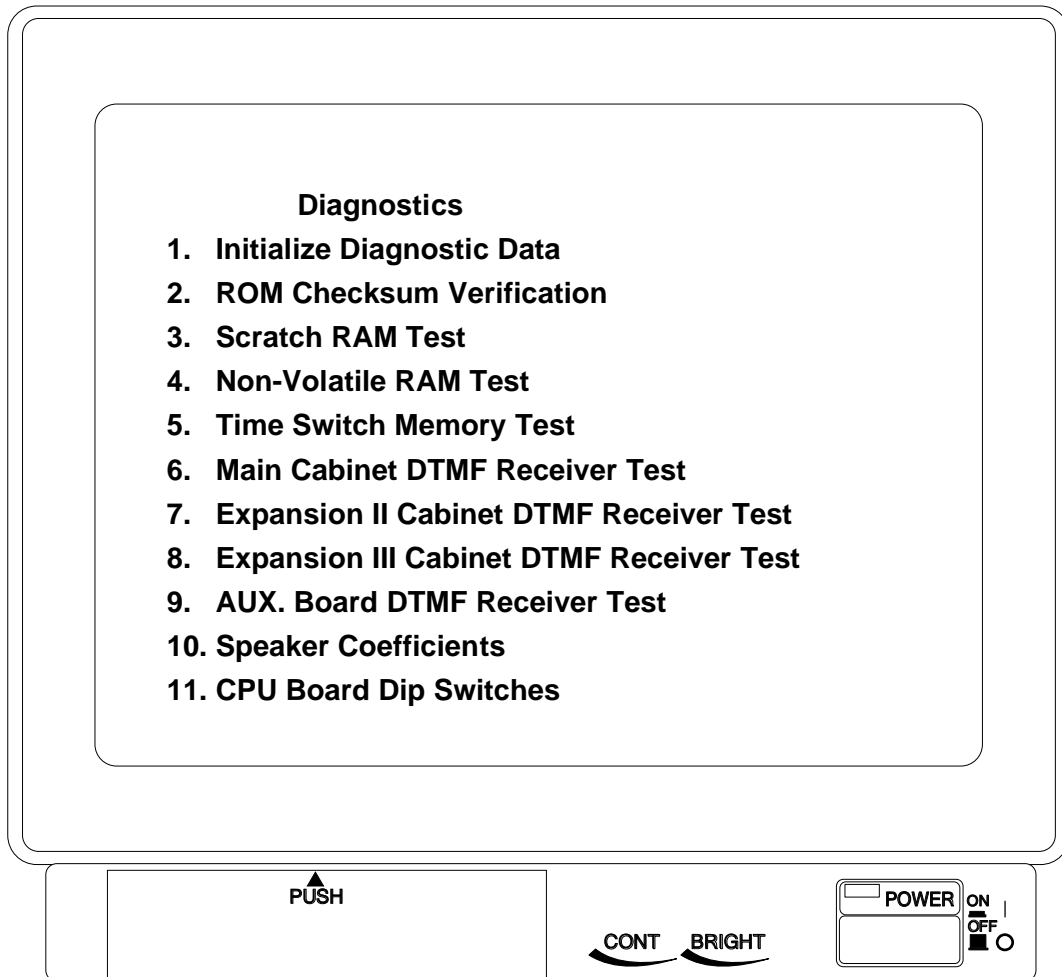 Diagnostics
1. Initialize Diagnostic Data
2. ROM Checksum Verification
3. Scratch RAM Test
4. Non-Volatile RAM Test
5. Time Switch Memory Test
6. Main Cabinet DTMF Receiver Test
7. Expansion II Cabinet DTMF Receiver Test
8. Expansion III Cabinet DTMF Receiver Test
9. AUX. Board DTMF Receiver Test
10. Speaker Coefficients
11. CPU Board Dip Switches
PUSH
CONT BRIGHT
POWER
ON
OFF